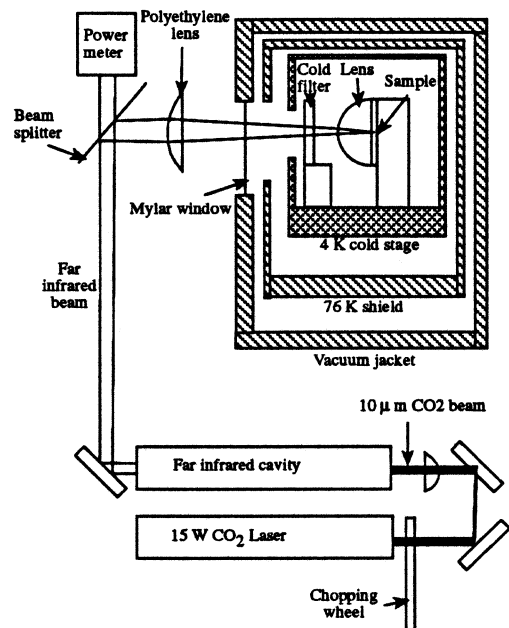 Polyethylene
lens
Power
meter
Cold
filter
Lens
Sample
Beam
splitter
Mylar window
4 K cold stage
Far
infrared
beam
76 K shield
Vacuum jacket
10 μ m CO2 beam
Far infrared cavity
15 W CO₂ Laser
Chopping
wheel